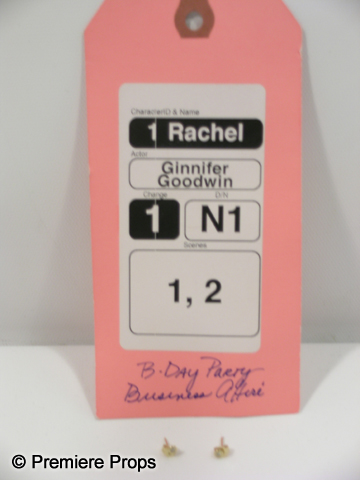 Character/ID & Name
1 Rachel
Actor
Ginnifer
Goodwin
Change
D/N
1
N1
Scenes
1, 2
B-Day Party
Business Attire
© Premiere Props